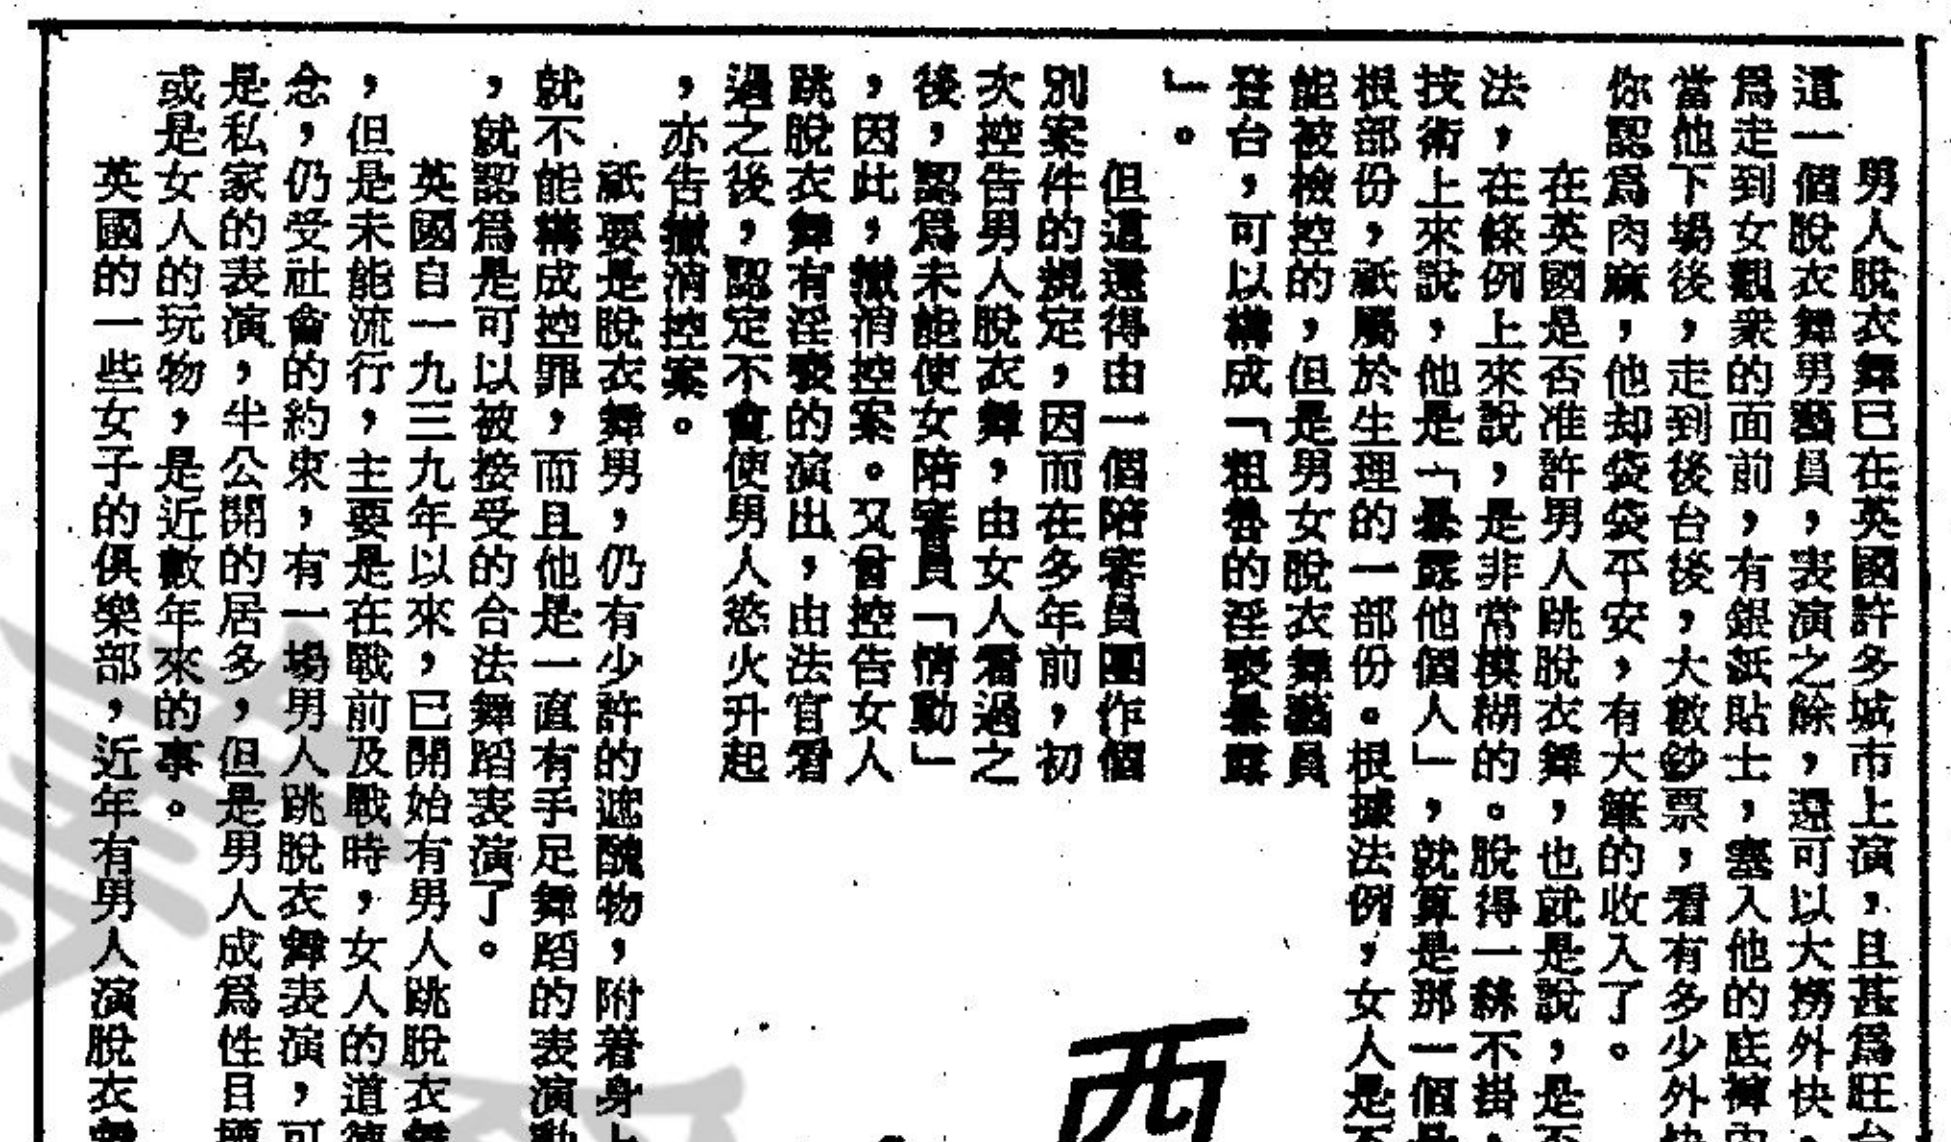 男人脫衣舞已在英國許多城市上演，且甚爲旺台
這一個脫衣舞男藝員，表演之餘，還可以大撈外快，
爲走到女觀衆的面前，有銀紙貼士，塞入他的底褲內
當他下場後，走到後台後，大數鈔票，看有多少外快
你認爲肉麻，他却袋袋平安，有大筆的收入了。
在英國是否准許男人跳脫衣舞，也就是說，是否
法，在條例上來說，是非常模糊的。脫得一絲不掛，
技術上來說，他是「暴露他個人」，就算是那一個是
根部份，祇屬於生理的一部份。根據法例，女人是不
能被檢控的，但是男女脫衣舞藝員
登台，可以構成「粗魯的淫褻暴露
」。
但這還得由一個陪審員團作個
別案件的規定，因而在多年前，初
次控告男人脫衣舞，由女人看過之
後，認爲未能使女陪審員「情動」
，因此，撤消控案。又曾控告女人
跳脫衣舞有淫褻的演出，由法官看
過之後，認定不會使男人慾火升起
，亦告撤消控案。
祇要是脫衣舞男，仍有少許的遮醜物，附着身上
就不能構成控罪，而且他是一直有手足舞蹈的表演動
，就認爲是可以被接受的合法舞蹈表演了。
英國自一九三九年以來，已開始有男人跳脫衣舞
，但是未能流行，主要是在戰前及戰時，女人的道德
念，仍受社會的約束，有一場男人跳脫衣舞表演，可
是私家的表演，半公開的居多，但是男人成爲性目標
或是女人的玩物，是近數年來的事。
英國的一些女子的俱樂部，近年有男人演脫衣舞
西